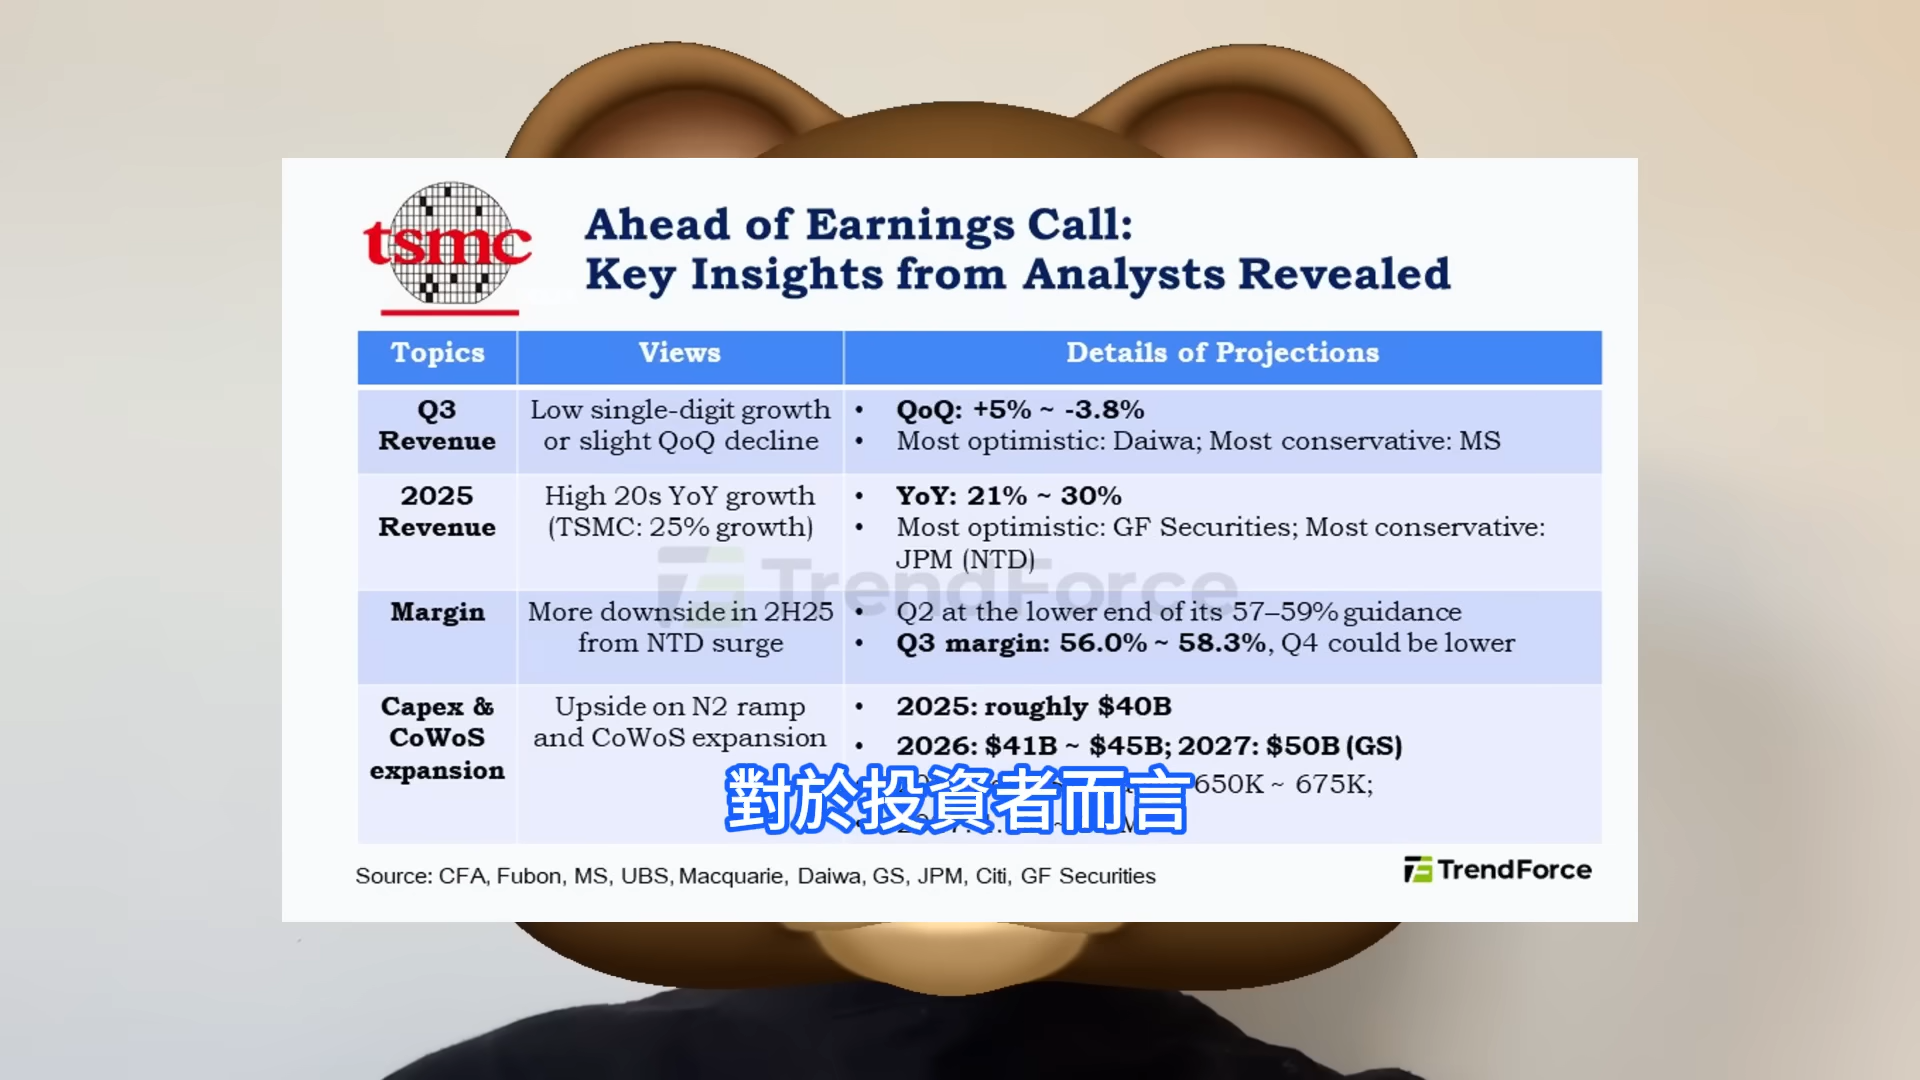 tsmc
Ahead of Earnings Call:
Key Insights from Analysts Revealed
Topics
Views
Details of Projections
Q3
Revenue
Low single-digit growth
or slight QoQ decline
• QoQ: +5% ~ -3.8%
• Most optimistic: Daiwa; Most conservative: MS
2025
Revenue
High 20s YoY growth
(TSMC: 25% growth)
• YoY: 21% ~ 30%
• Most optimistic: GF Securities; Most conservative:
JPM (NTD)
TrendForce
Margin
More downside in 2H25
from NTD surge
• Q2 at the lower end of its 57–59% guidance
• Q3 margin: 56.0% ~ 58.3%, Q4 could be lower
Capex &
CoWoS
expansion
Upside on N2 ramp
and CoWoS expansion
• 2025: roughly $40B
• 2026: $41B ~ $45B; 2027: $50B (GS)
650K ~ 675K;
對於投資者而言
Source: CFA, Fubon, MS, UBS, Macquarie, Daiwa, GS, JPM, Citi, GF Securities
TrendForce